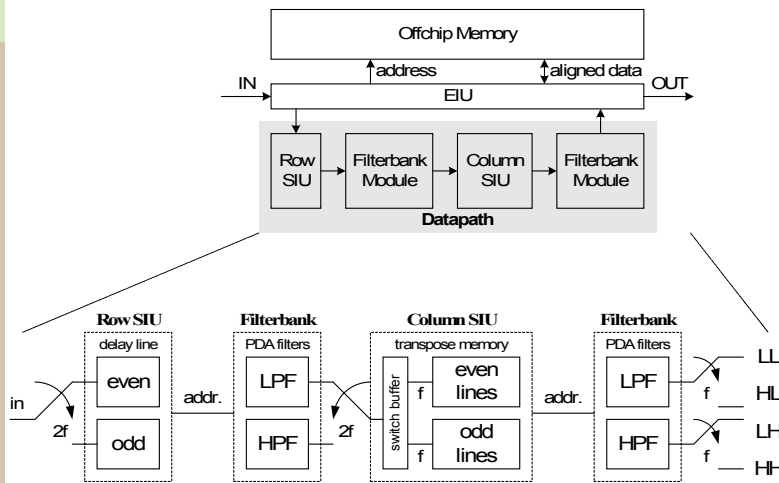 Offchip Memory
address
aligned data
IN
EIU
OUT
Row
SIU
Filterbank
Module
Column
SIU
Filterbank
Module
Datapath
Row SIU
Filterbank
Column SIU
Filterbank
delay line
PDA filters
transpose memory
PDA filters
in
2f
even
odd
addr.
LPF
HPF
2f
switch buffer
f
f
even
lines
odd
lines
addr.
LPF
HPF
f
f
LL
HL
LH
HH